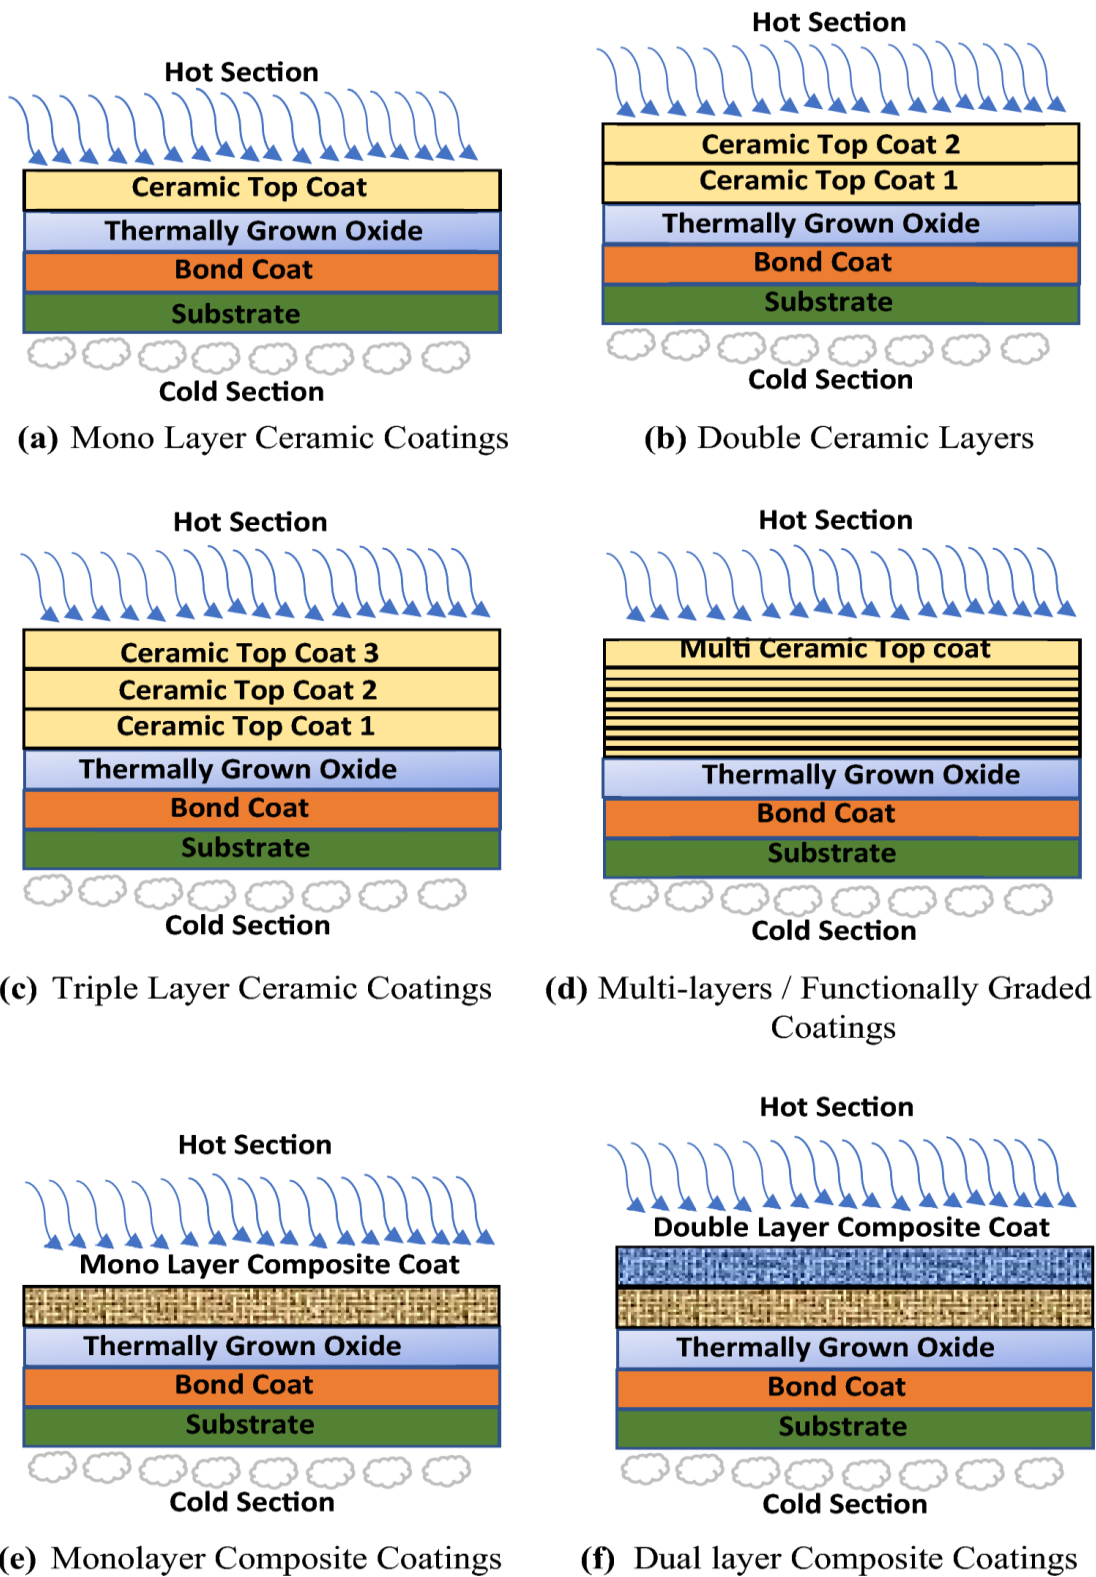 Hot Section
Ceramic Top Coat
Thermally Grown Oxide
Bond Coat
Substrate
Cold Section
(a) Mono Layer Ceramic Coatings
Hot Section
Ceramic Top Coat 2
Ceramic Top Coat 1
Thermally Grown Oxide
Bond Coat
Substrate
Cold Section
(b) Double Ceramic Layers
Hot Section
Ceramic Top Coat 3
Ceramic Top Coat 2
Ceramic Top Coat 1
Thermally Grown Oxide
Bond Coat
Substrate
Cold Section
(c) Triple Layer Ceramic Coatings
Hot Section
Multi Ceramic Top coat
Thermally Grown Oxide
Bond Coat
Substrate
Cold Section
(d) Multi-layers / Functionally Graded
Coatings
Hot Section
Mono Layer Composite Coat
Thermally Grown Oxide
Bond Coat
Substrate
Cold Section
(e) Monolayer Composite Coatings
Hot Section
Double Layer Composite Coat
Thermally Grown Oxide
Bond Coat
Substrate
Cold Section
(f) Dual layer Composite Coatings